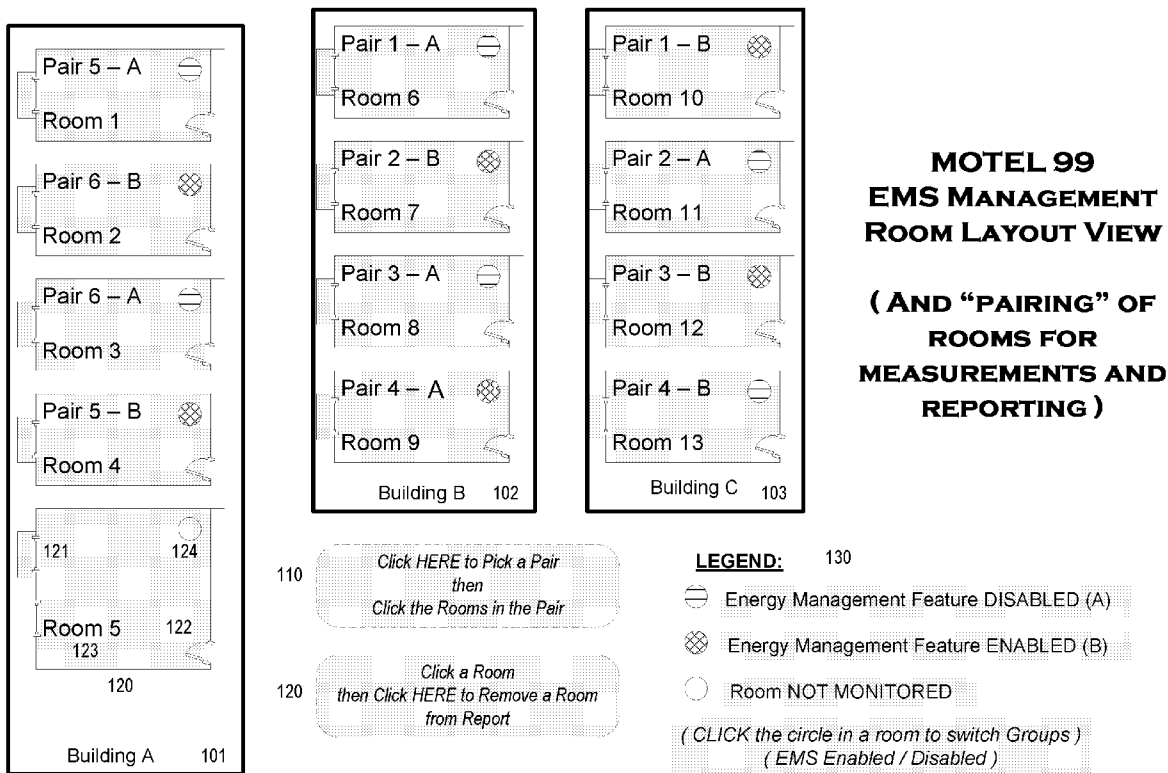 Pair 5 – A
Room 1
Pair 6 – B
Room 2
Pair 6 – A
Room 3
Pair 5 – B
Room 4
121
124
Room 5
122
123
120
Building A 101
Pair 1 – A
Room 6
Pair 2 – B
Room 7
Pair 3 – A
Room 8
Pair 4 – A
Room 9
Building B 102
Pair 1 – B
Room 10
Pair 2 – A
Room 11
Pair 3 – B
Room 12
Pair 4 – B
Room 13
Building C 103
MOTEL 99
EMS MANAGEMENT
ROOM LAYOUT VIEW
( AND “PAIRING” OF
ROOMS FOR
MEASUREMENTS AND
REPORTING )
110
Click HERE to Pick a Pair
then
Click the Rooms in the Pair
120
Click a Room
then Click HERE to Remove a Room
from Report
LEGEND: 130
Energy Management Feature DISABLED (A)
Energy Management Feature ENABLED (B)
Room NOT MONITORED
( CLICK the circle in a room to switch Groups )
( EMS Enabled / Disabled )